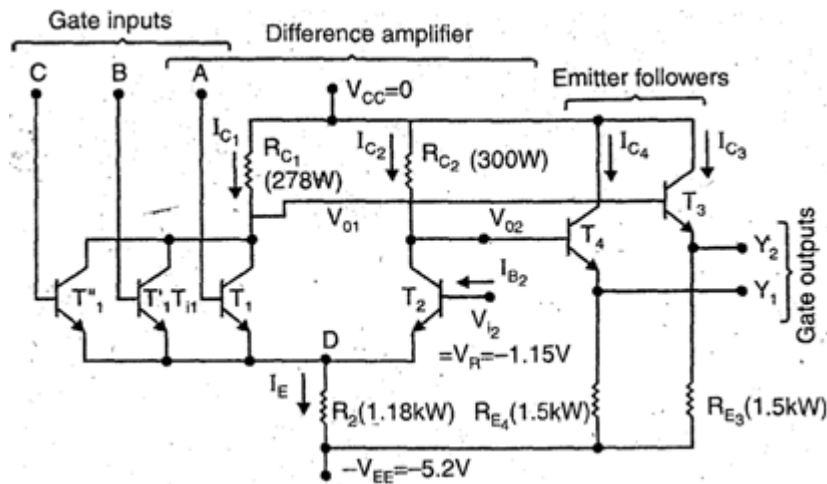 Gate inputs
Difference amplifier
Emitter followers
C B A
V_CC=0
I_C1
R_C1
(278W)
I_C2
R_C2 (300W)
I_C4
I_C3
V_01
V_02
T_3
T_4
T"_1
T'_1 T_i1
T_1
T_2
I_B2
V_i2
=V_R=–1.15V
Y_2
Y_1
Gate outputs
D
I_E
R_2(1.18kW)
R_E4(1.5kW)
R_E3(1.5kW)
–V_EE=–5.2V